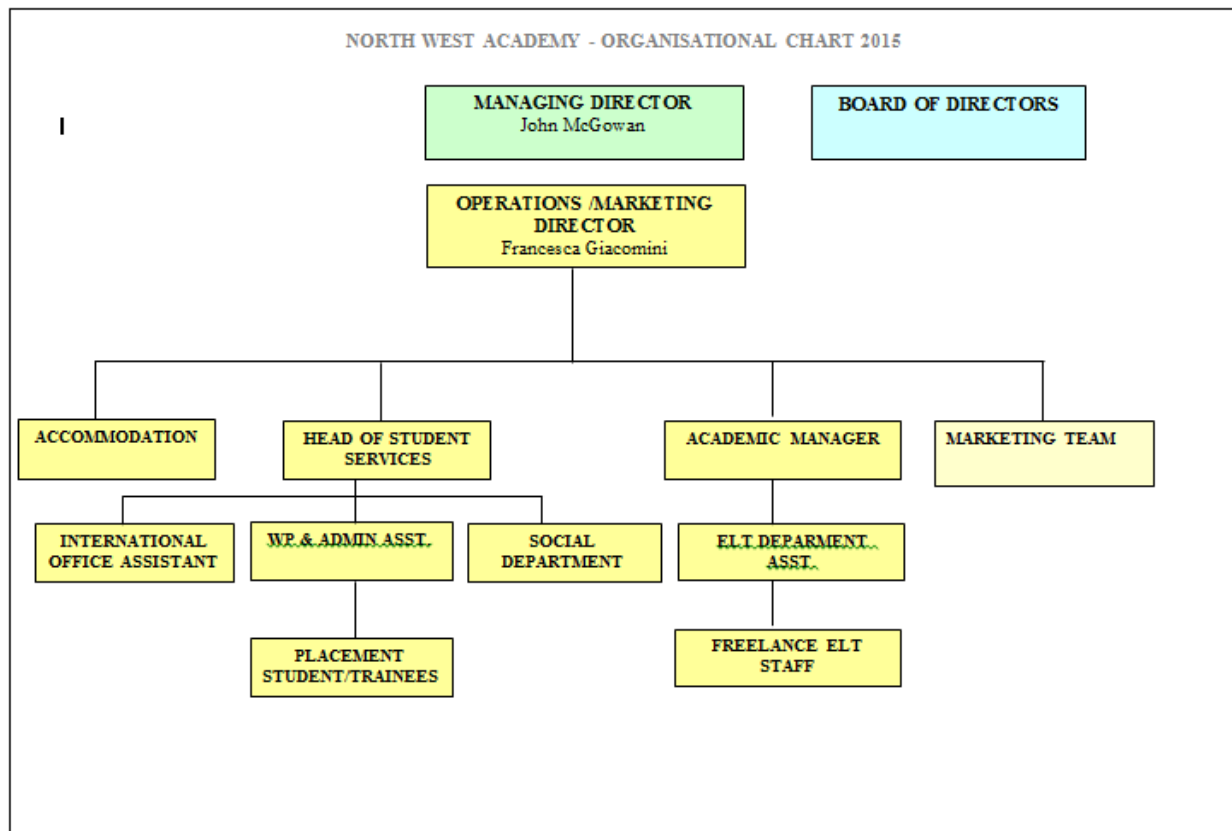 NORTH WEST ACADEMY - ORGANISATIONAL CHART 2015
MANAGING DIRECTOR
John McGowan
BOARD OF DIRECTORS
I
OPERATIONS /MARKETING
DIRECTOR
Francesca Giacomini
ACCOMMODATION
HEAD OF STUDENT
SERVICES
ACADEMIC MANAGER
MARKETING TEAM
INTERNATIONAL
OFFICE ASSISTANT
WP & ADMIN ASST.
SOCIAL
DEPARTMENT
ELT DEPARMENT
ASST.
PLACEMENT
STUDENT/TRAINEES
FREELANCE ELT
STAFF